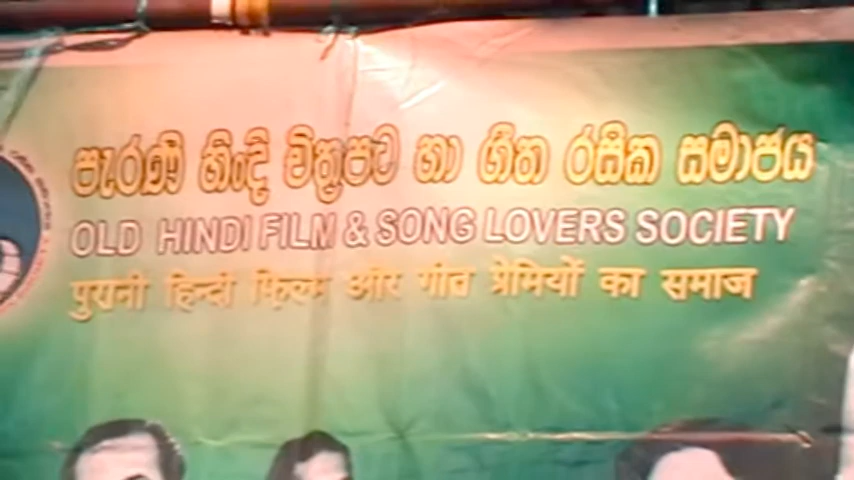 පැරණි හින්දි චිත්‍රපට හා ගීත රසික සමාජය
OLD HINDI FILM & SONG LOVERS SOCIETY
पुरानी हिन्दी फिल्म और गीत प्रेमियों का समाज